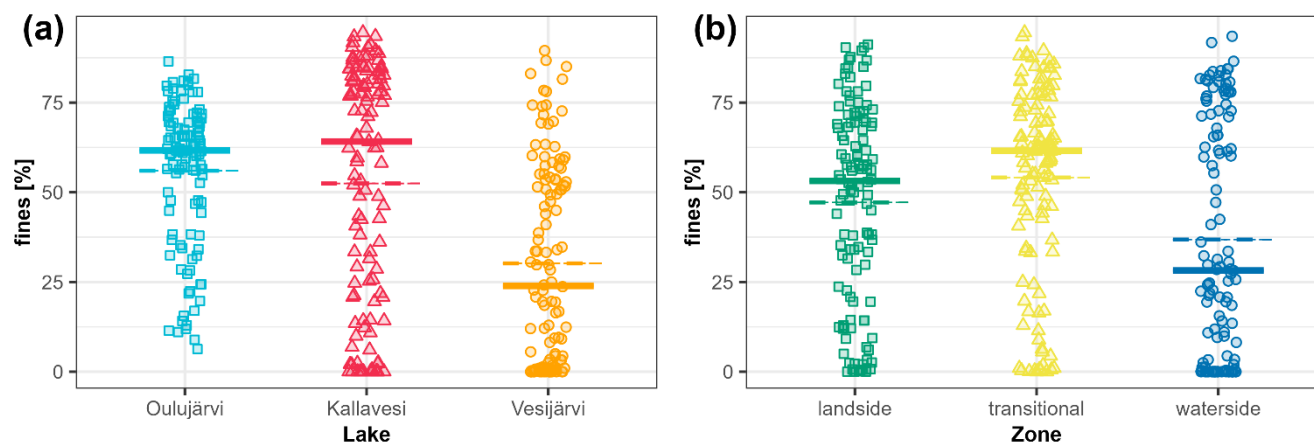 (a)
fines [%]
75
50
25
0
Oulujärvi Kallavesi Vesijärvi
Lake
(b)
fines [%]
75
50
25
0
landside transitional waterside
Zone